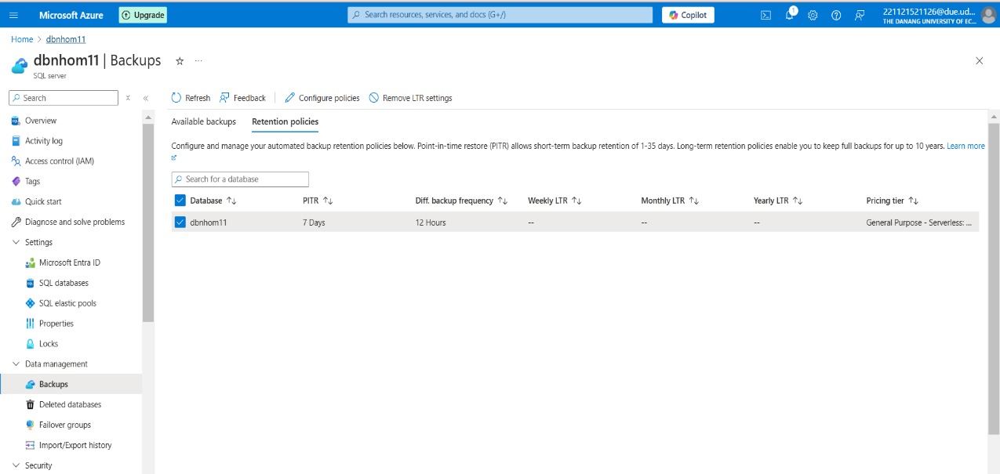 Microsoft Azure
Upgrade
Search resources, services, and docs (G+/)
Copilot
1
221121521126@due.ud...
THE DANANG UNIVERSITY OF EC...
Home > dbnhom11
dbnhom11 | Backups
SQL server
Search
Refresh
Feedback
Configure policies
Remove LTR settings
Overview
Activity log
Access control (IAM)
Tags
Quick start
Diagnose and solve problems
Settings
Microsoft Entra ID
SQL databases
SQL elastic pools
Properties
Locks
Data management
Backups
Deleted databases
Failover groups
Import/Export history
Security
Available backups
Retention policies
Configure and manage your automated backup retention policies below. Point-in-time restore (PITR) allows short-term backup retention of 1-35 days. Long-term retention policies enable you to keep full backups for up to 10 years. Learn more
Search for a database
Database PITR Diff. backup frequency Weekly LTR Monthly LTR Yearly LTR Pricing tier
dbnhom11 7 Days 12 Hours -- -- -- General Purpose - Serverless: ...